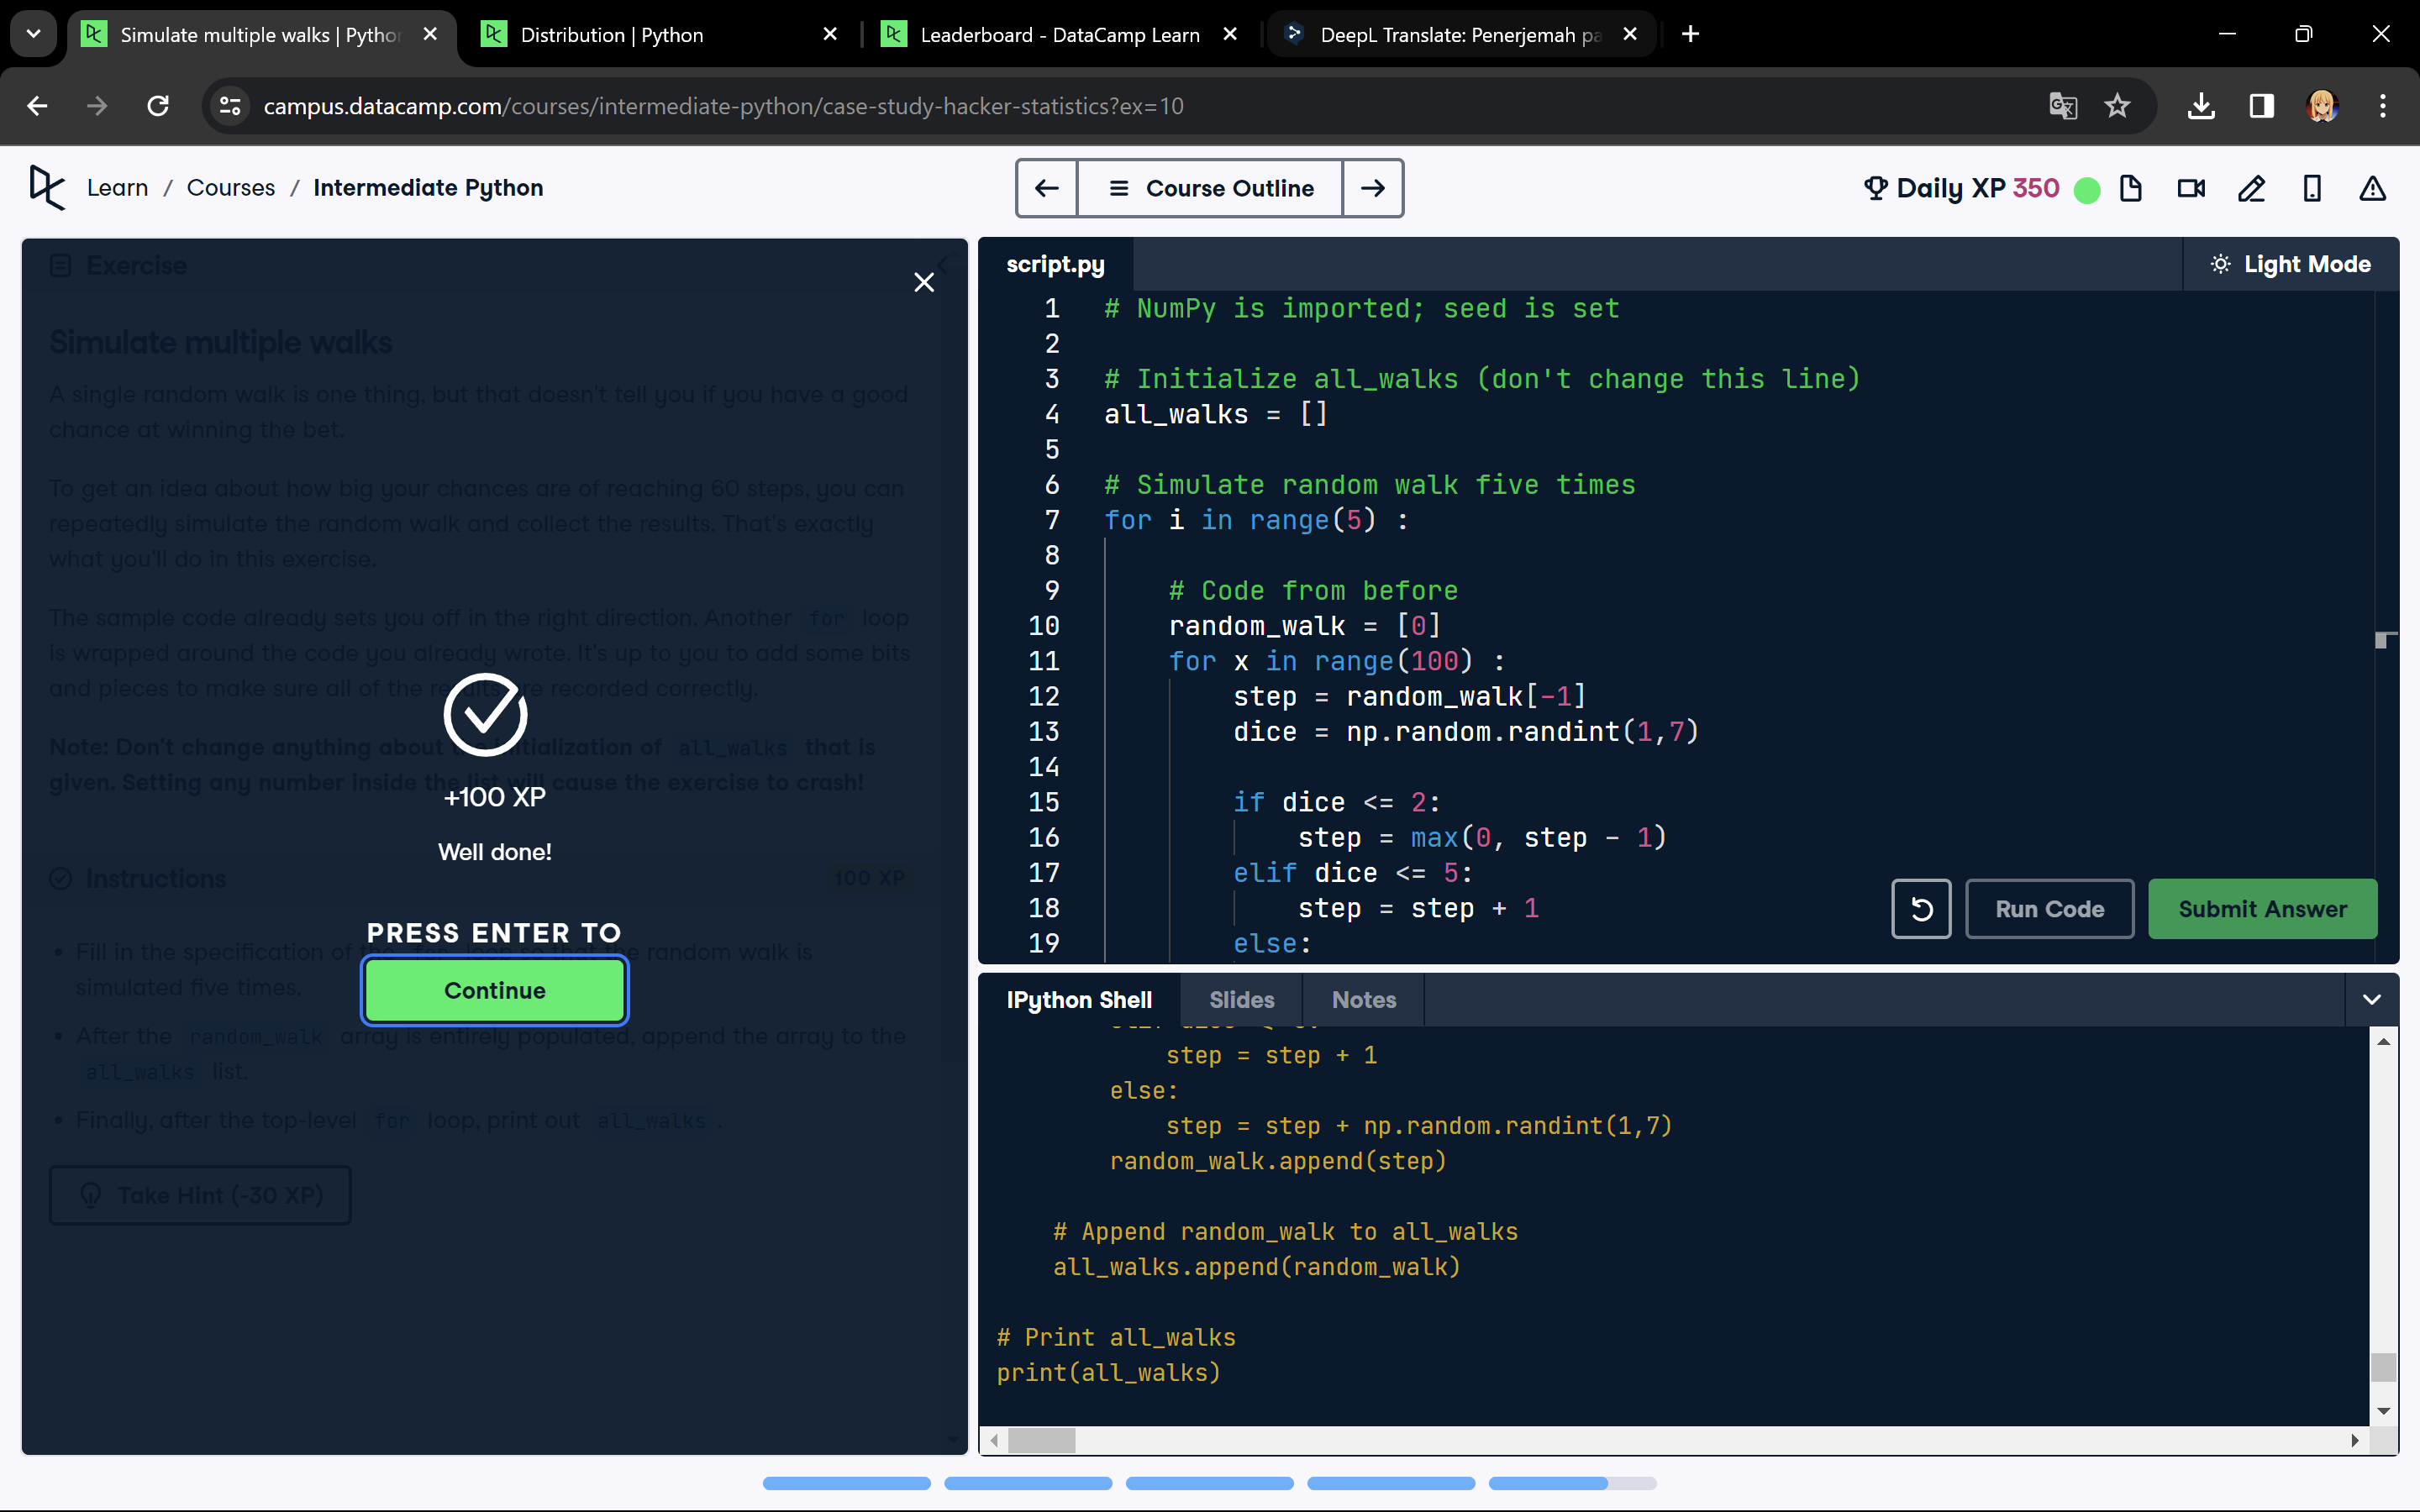 Simulate multiple walks | Pytho
Distribution | Python
Leaderboard - DataCamp Learn
DeepL Translate: Penerjemah pa
campus.datacamp.com/courses/intermediate-python/case-study-hacker-statistics?ex=10
Learn / Courses / Intermediate Python
Course Outline
Daily XP 350
Exercise
Simulate multiple walks
A single random walk is one thing, but that doesn't tell you if you have a good
chance at winning the bet.
To get an idea about how big your chances are of reaching 60 steps, you can
repeatedly simulate the random walk and collect the results. That's exactly
what you'll do in this exercise.
The sample code already sets you off in the right direction. Another for loop
is wrapped around the code you already wrote. It's up to you to add some bits
and pieces to make sure all of the results are recorded correctly.
Note: Don't change anything about the initialization of all_walks that is
given. Setting any number inside the list will cause the exercise to crash!
+100 XP
Well done!
Instructions
100 XP
PRESS ENTER TO
Fill in the specification of the for loop so that the random walk is
simulated five times.
Continue
After the random_walk array is entirely populated, append the array to the
all_walks list.
Finally, after the top-level for loop, print out all_walks.
Take Hint (-30 XP)
script.py
Light Mode
1 # NumPy is imported; seed is set
2
3 # Initialize all_walks (don't change this line)
4 all_walks = []
5
6 # Simulate random walk five times
7 for i in range(5) :
8
9 # Code from before
10 random_walk = [0]
11 for x in range(100) :
12 step = random_walk[-1]
13 dice = np.random.randint(1,7)
14
15 if dice <= 2:
16 step = max(0, step - 1)
17 elif dice <= 5:
18 step = step + 1
19 else:
Run Code
Submit Answer
IPython Shell
Slides
Notes
step = step + 1
else:
step = step + np.random.randint(1,7)
random_walk.append(step)
# Append random_walk to all_walks
all_walks.append(random_walk)
# Print all_walks
print(all_walks)